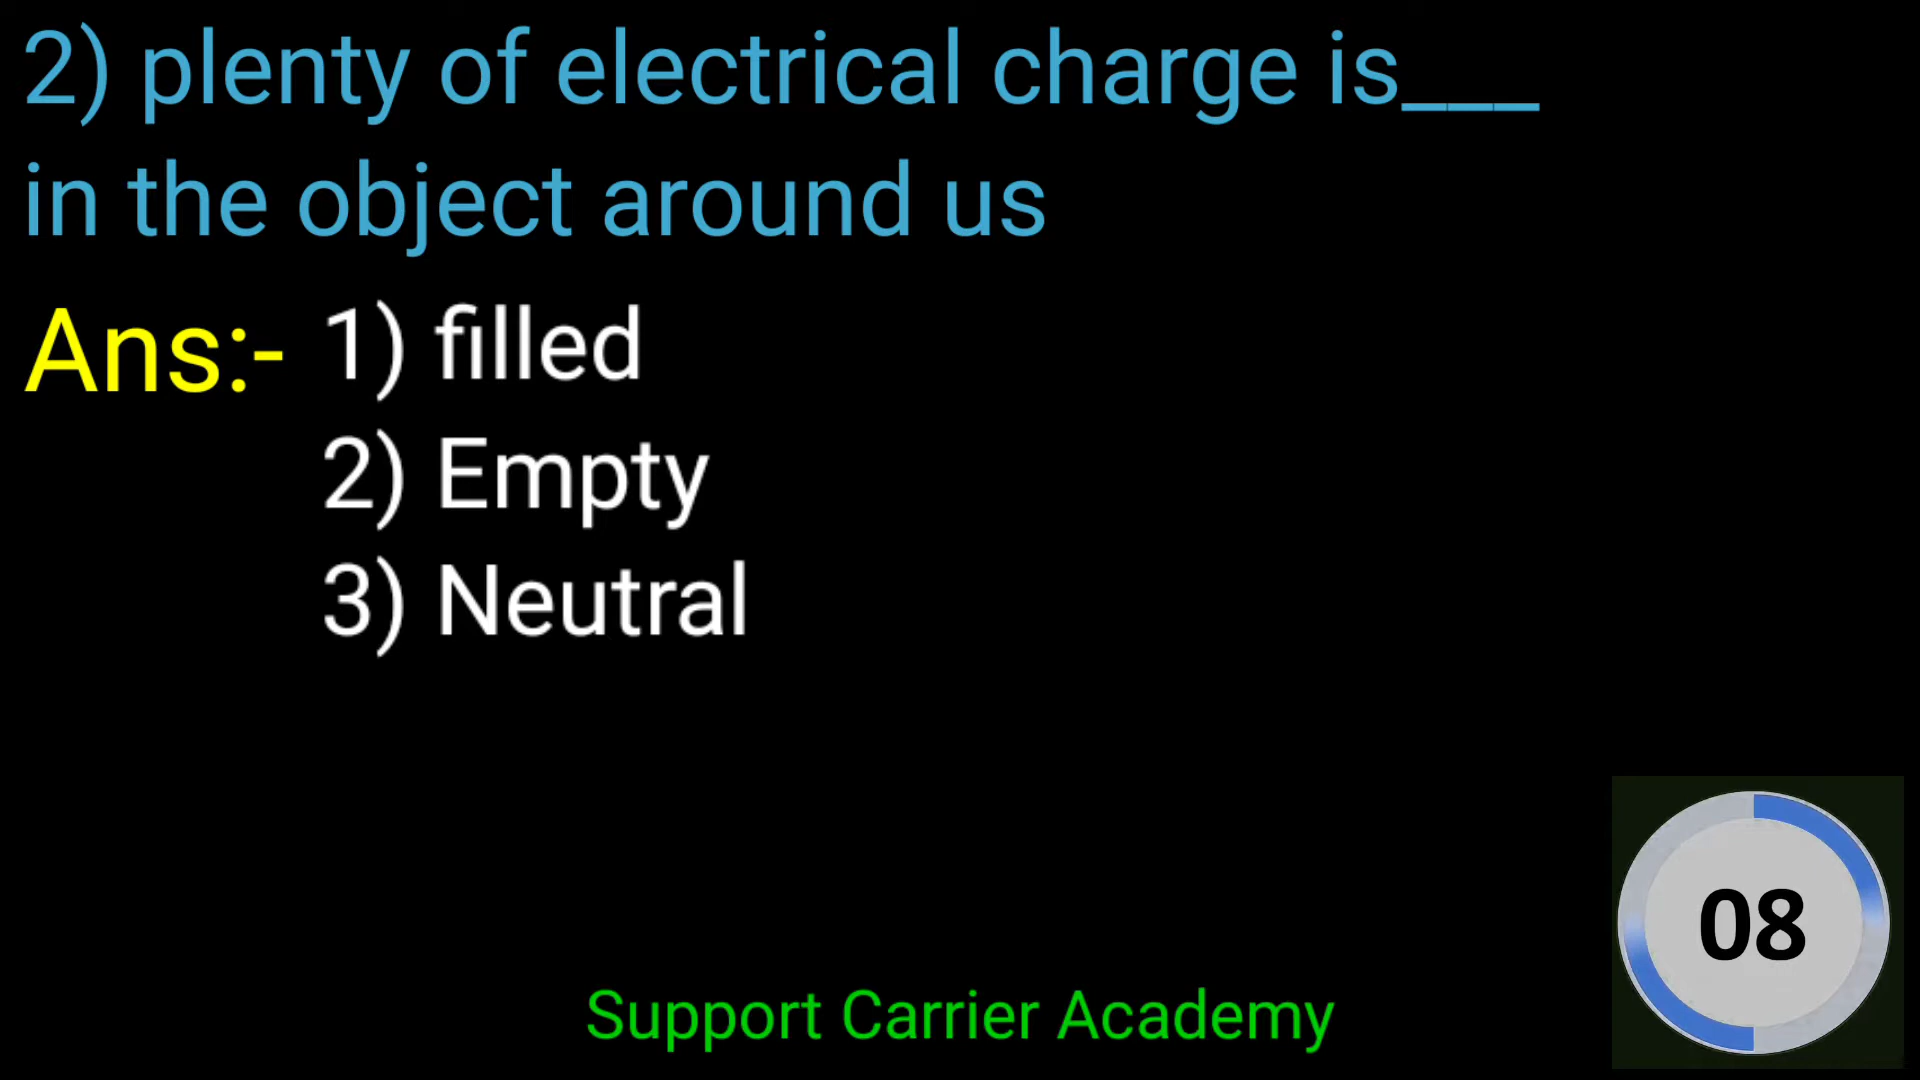 2) plenty of electrical charge is___
in the object around us
Ans:- 1) filled
2) Empty
3) Neutral
08
Support Carrier Academy